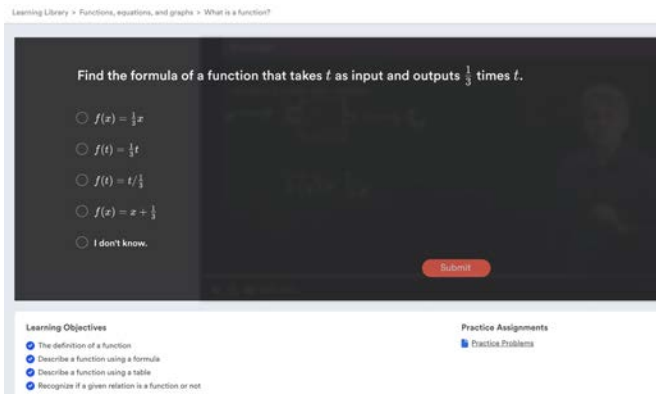 Learning Library > Functions, equations, and graphs > What is a function?
Find the formula of a function that takes t as input and outputs 1/3 times t.
f(x) = 1/3 x
f(t) = 1/3 t
f(t) = t/ 1/3
f(x) = x + 1/3
I don't know.
Submit
Learning Objectives
The definition of a function
Describe a function using a formula
Describe a function using a table
Recognize if a given relation is a function or not
Practice Assignments
Practice Problems